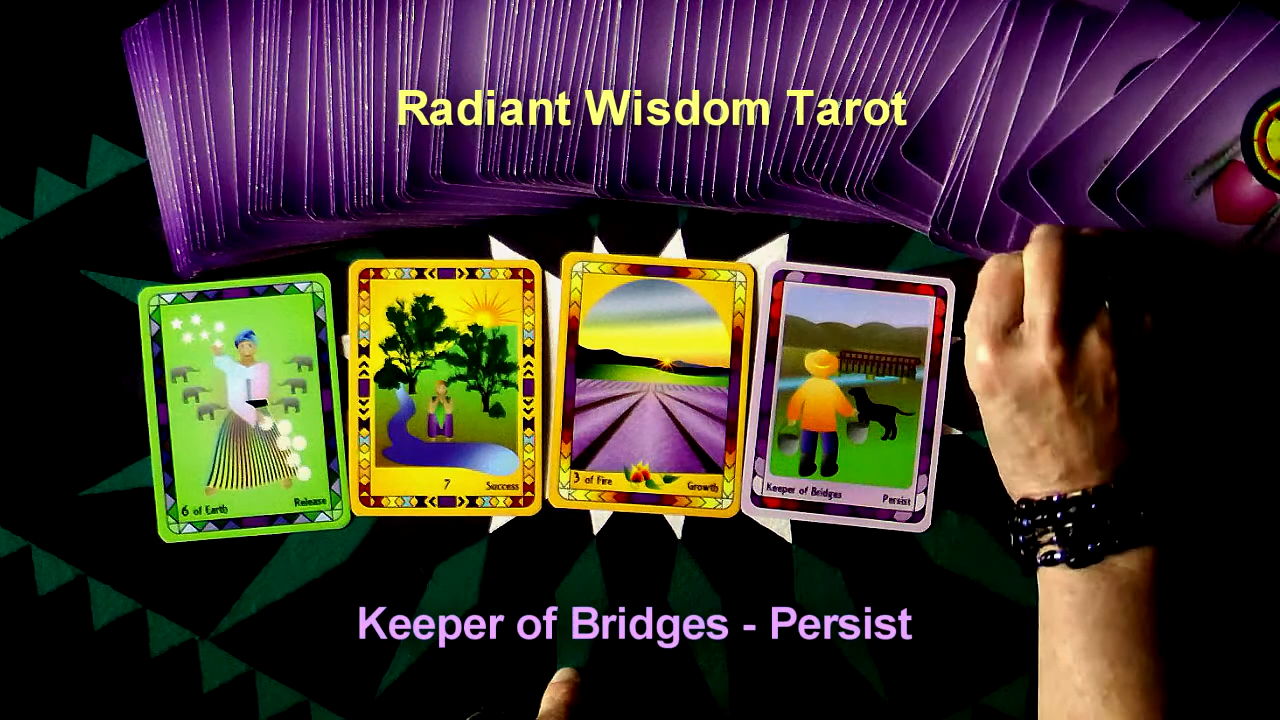 Radiant Wisdom Tarot
6 of Earth
Release
7
Success
3 of Fire
Growth
Keeper of Bridges
Persist
Keeper of Bridges - Persist